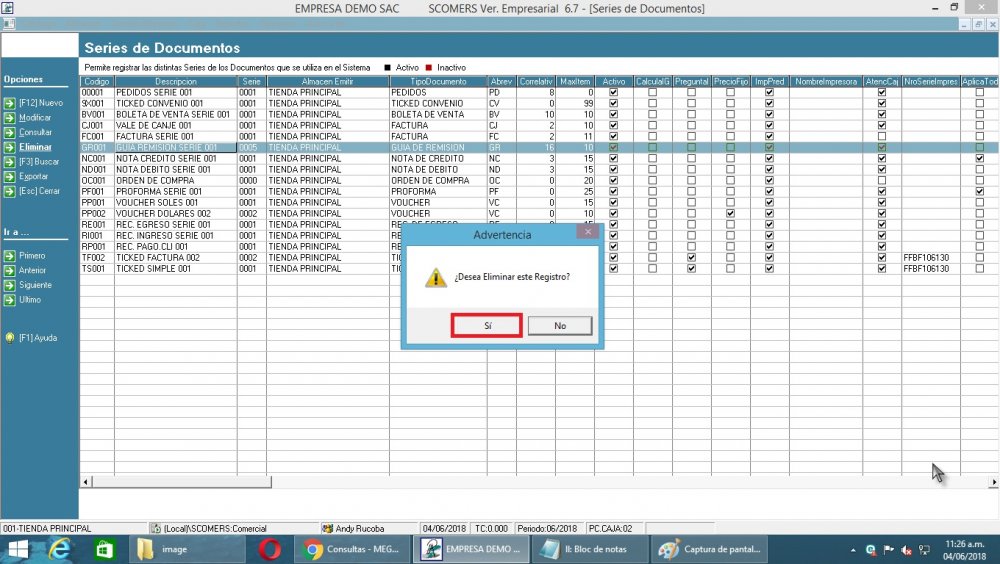 EMPRESA DEMO SAC SCOMERS Ver. Empresarial 6.7 - [Series de Documentos]
Series de Documentos
Permite registrar las distintas Series de los Documentos que se utiliza en el Sistema Activo Inactivo
Opciones
[F12] Nuevo
Modificar
Consultar
Eliminar
[F3] Buscar
Exportar
[Esc] Cerrar
Ir a ...
Primero
Anterior
Siguiente
Ultimo
[F1] Ayuda
Codigo Descripcion Serie Almacen Emitir TipoDocumento Abrev Correlativ MaxItem Activo CalculaIG PreguntaI PrecioFijo ImpPred NombreImpresora AtencCaj NroSerieImpres AplicaTod
00001 PEDIDOS SERIE 001 0001 TIENDA PRINCIPAL PEDIDOS PD 8 0
9X001 TICKED CONVENIO 001 0001 TIENDA PRINCIPAL TICKED CONVENIO CV 0 99
BV001 BOLETA DE VENTA SERIE 001 0001 TIENDA PRINCIPAL BOLETA DE VENTA BV 10 10
CJ001 VALE DE CANJE 001 0001 TIENDA PRINCIPAL FACTURA CJ 2 10
FC001 FACTURA SERIE 001 0001 TIENDA PRINCIPAL FACTURA FC 2 11
GR001 GUIA REMISION SERIE 001 0005 TIENDA PRINCIPAL GUIA DE REMISION GR 16 10
NC001 NOTA CREDITO SERIE 001 0001 TIENDA PRINCIPAL NOTA DE CREDITO NC 3 15
ND001 NOTA DEBITO SERIE 001 0001 TIENDA PRINCIPAL NOTA DE DEBITO ND 3 15
OC001 ORDEN DE COMPRA 0000 TIENDA PRINCIPAL ORDEN DE COMPRA OC 0 20
PF001 PROFORMA SERIE 001 0001 TIENDA PRINCIPAL PROFORMA PF 0 25
PP001 VOUCHER SOLES 001 0001 TIENDA PRINCIPAL VOUCHER VC 0 15
PP002 VOUCHER DOLARES 002 0002 TIENDA PRINCIPAL VOUCHER VC 0 10
RE001 REC. EGRESO SERIE 001 0001 TIENDA PRINCIPAL
RI001 REC. INGRESO SERIE 001 0001 TIENDA PRINCIPAL
RP001 REC. PAGO.CLI 001 0001 TIENDA PRINCIPAL
TF002 TICKED FACTURA 002 0002 TIENDA PRINCIPAL FFBF106130
TS001 TICKED SIMPLE 001 0001 TIENDA PRINCIPAL FFBF106130
Advertencia
¿Desea Eliminar este Registro?
Sí No
001-TIENDA PRINCIPAL (Local)\SCOMERS:Comercial Andy Rucoba 04/06/2018 TC:0.000 Periodo:06/2018 PC.CAJA:02
image Consultas - MEG... EMPRESA DEMO ... II: Bloc de notas Captura de pantal...
11:26 a.m.
04/06/2018